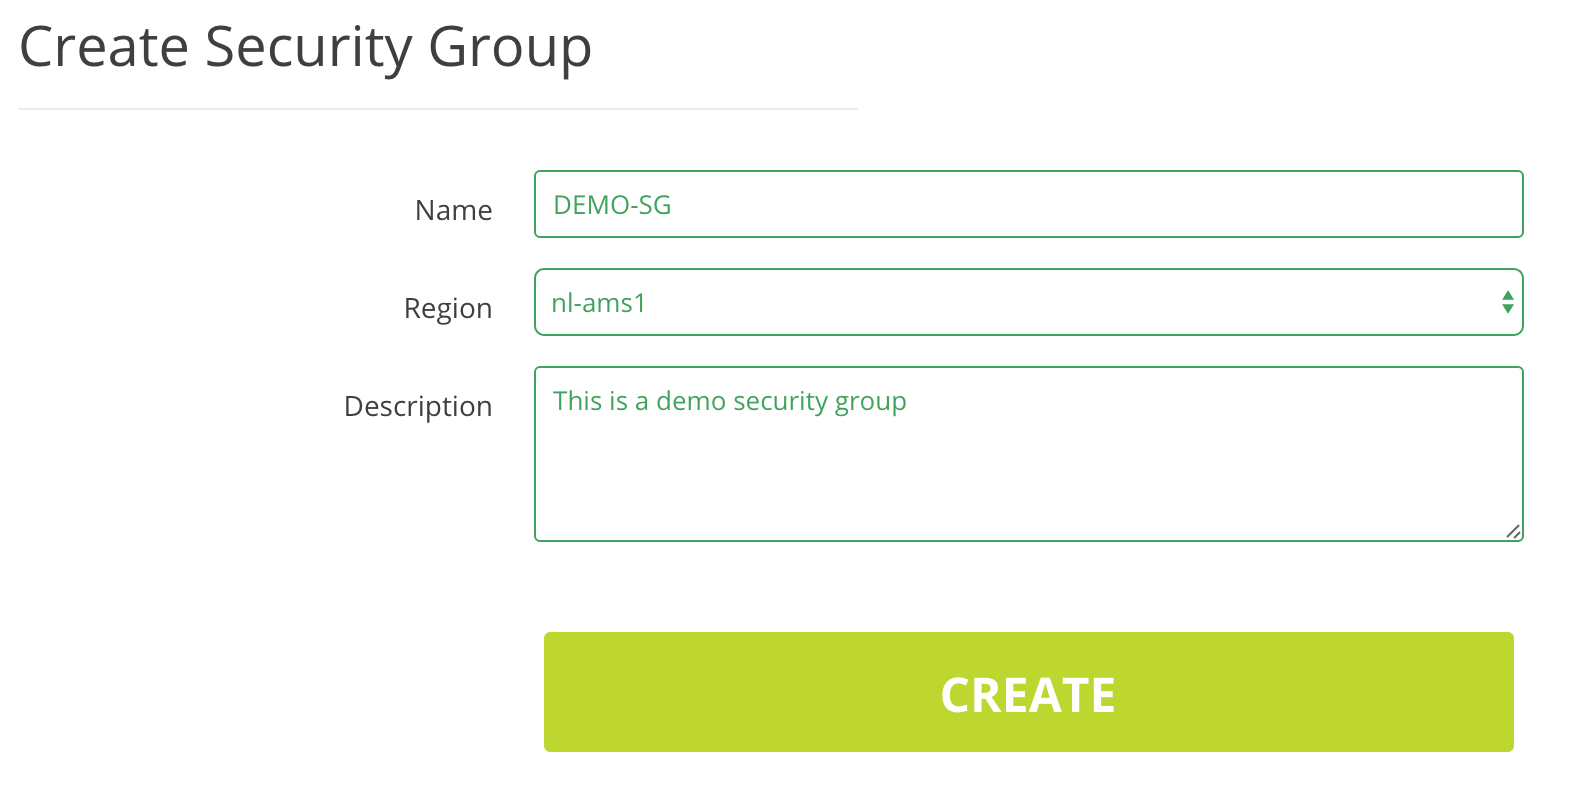 Create Security Group
Name
DEMO-SG
Region
nl-ams1
Description
This is a demo security group
CREATE